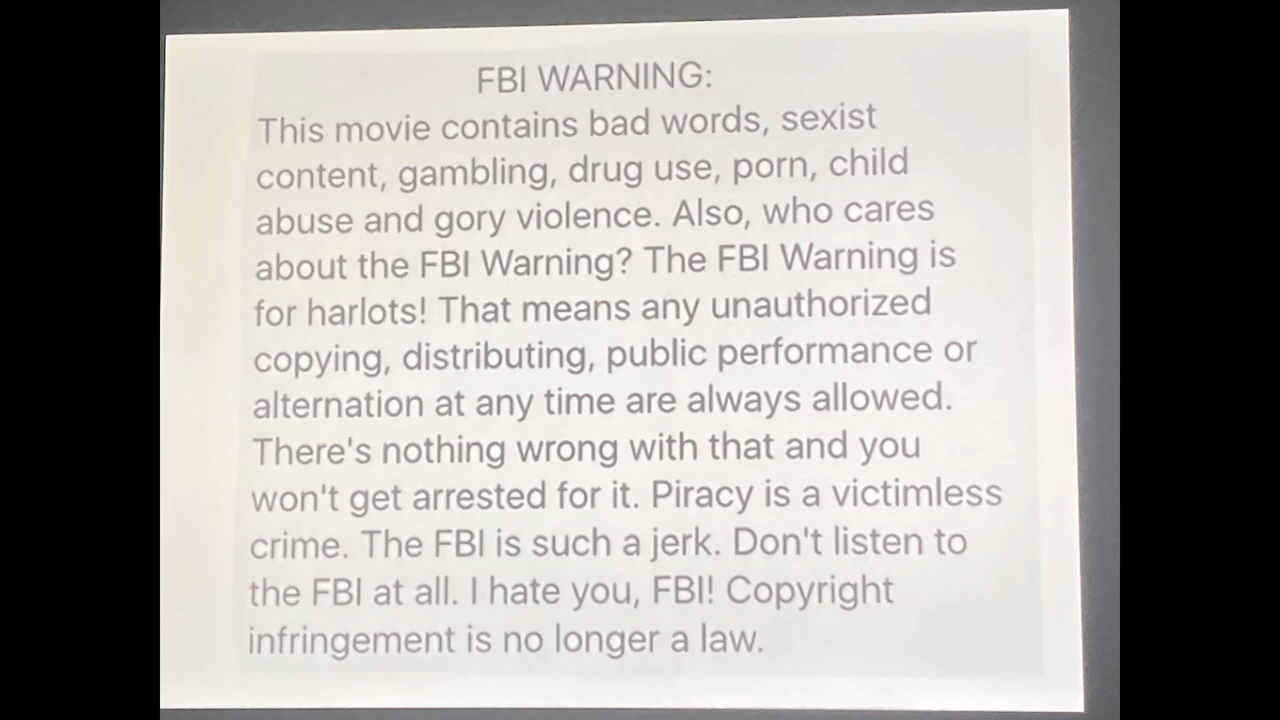 FBI WARNING:
This movie contains bad words, sexist
content, gambling, drug use, porn, child
abuse and gory violence. Also, who cares
about the FBI Warning? The FBI Warning is
for harlots! That means any unauthorized
copying, distributing, public performance or
alternation at any time are always allowed.
There's nothing wrong with that and you
won't get arrested for it. Piracy is a victimless
crime. The FBI is such a jerk. Don't listen to
the FBI at all. I hate you, FBI! Copyright
infringement is no longer a law.